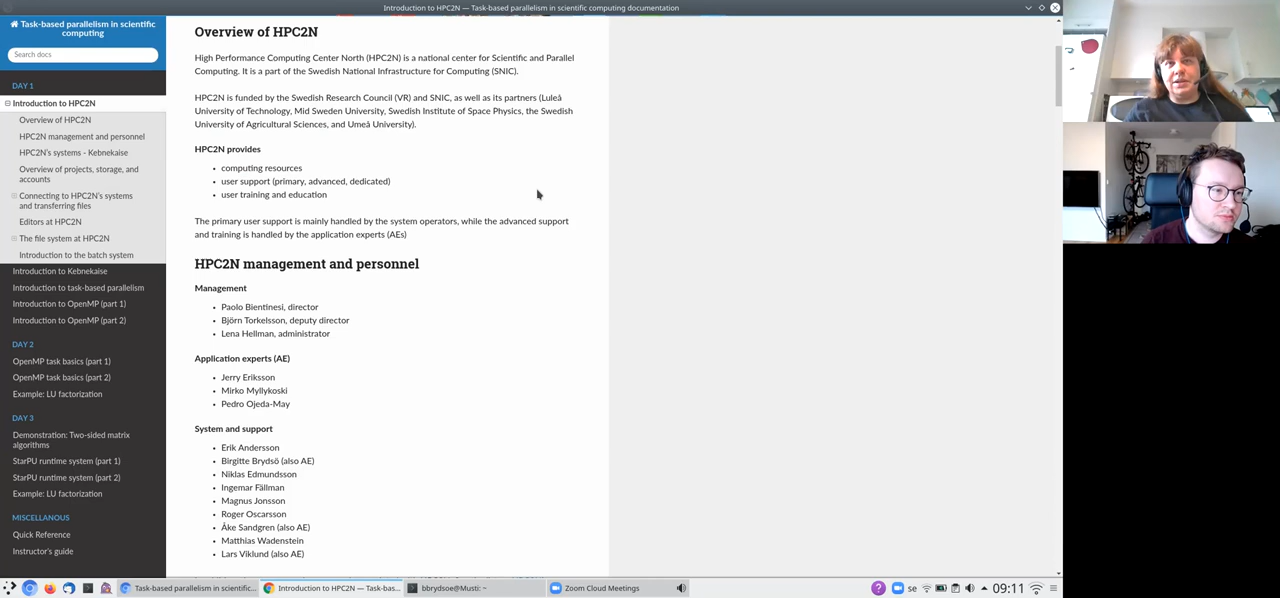 Introduction to HPC2N — Task-based parallelism in scientific computing documentation
Task-based parallelism in scientific
computing
Search docs
DAY 1
Introduction to HPC2N
Overview of HPC2N
HPC2N management and personnel
HPC2N's systems - Kebnekaise
Overview of projects, storage, and
accounts
Connecting to HPC2N's systems
and transferring files
Editors at HPC2N
The file system at HPC2N
Introduction to the batch system
Introduction to Kebnekaise
Introduction to task-based parallelism
Introduction to OpenMP (part 1)
Introduction to OpenMP (part 2)
DAY 2
OpenMP task basics (part 1)
OpenMP task basics (part 2)
Example: LU factorization
DAY 3
Demonstration: Two-sided matrix
algorithms
StarPU runtime system (part 1)
StarPU runtime system (part 2)
Example: LU factorization
MISCELLANEOUS
Quick Reference
Instructor's guide
Overview of HPC2N
High Performance Computing Center North (HPC2N) is a national center for Scientific and Parallel
Computing. It is a part of the Swedish National Infrastructure for Computing (SNIC).
HPC2N is funded by the Swedish Research Council (VR) and SNIC, as well as its partners (Luleå
University of Technology, Mid Sweden University, Swedish Institute of Space Physics, the Swedish
University of Agricultural Sciences, and Umeå University).
HPC2N provides
• computing resources
• user support (primary, advanced, dedicated)
• user training and education
The primary user support is mainly handled by the system operators, while the advanced support
and training is handled by the application experts (AEs)
HPC2N management and personnel
Management
• Paolo Bientinesi, director
• Björn Torkelsson, deputy director
• Lena Hellman, administrator
Application experts (AE)
• Jerry Eriksson
• Mirko Myllykoski
• Pedro Ojeda-May
System and support
• Erik Andersson
• Birgitte Brydsö (also AE)
• Niklas Edmundsson
• Ingemar Fällman
• Magnus Jonsson
• Roger Oscarsson
• Åke Sandgren (also AE)
• Matthias Wadenstein
• Lars Viklund (also AE)
Task-based parallelism in scientific...
Introduction to HPC2N — Task-bas...
bbrydsoe@Musti: ~
Zoom Cloud Meetings
se
09:11